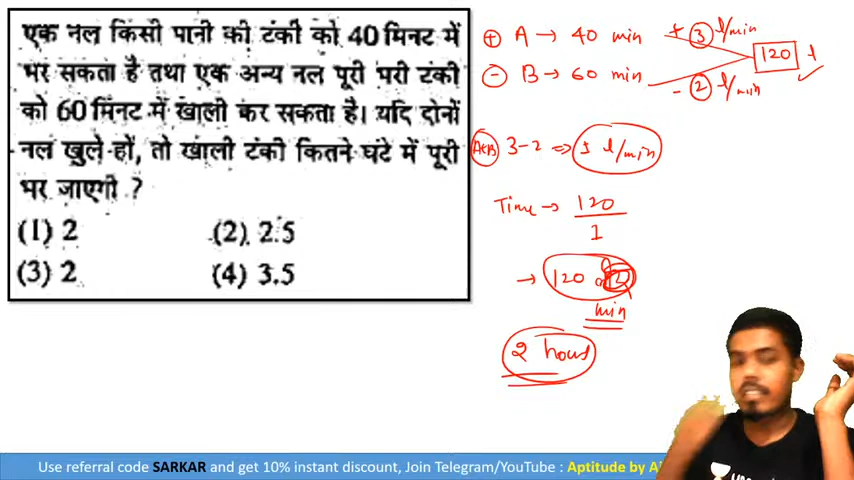 एक नल किसी पानी की टंकी को 40 मिनट में
भर सकता है तथा एक अन्य नल पूरी भरी टंकी
को 60 मिनट में खाली कर सकता है। यदि दोनों
नल खुले हों, तो खाली टंकी कितने घंटे में पूरी
भर जाएगी ?
(1) 2 (2) 2.5
(3) 2 (4) 3.5
+ A → 40 min + 3 l/min
120 l
- B → 60 min - 2 l/min
A&B 3-2 ⇒ 1 l/min
Time → 120
1
→ 120
min
2 hours
Use referral code SARKAR and get 10% instant discount, Join Telegram/YouTube : Aptitude by